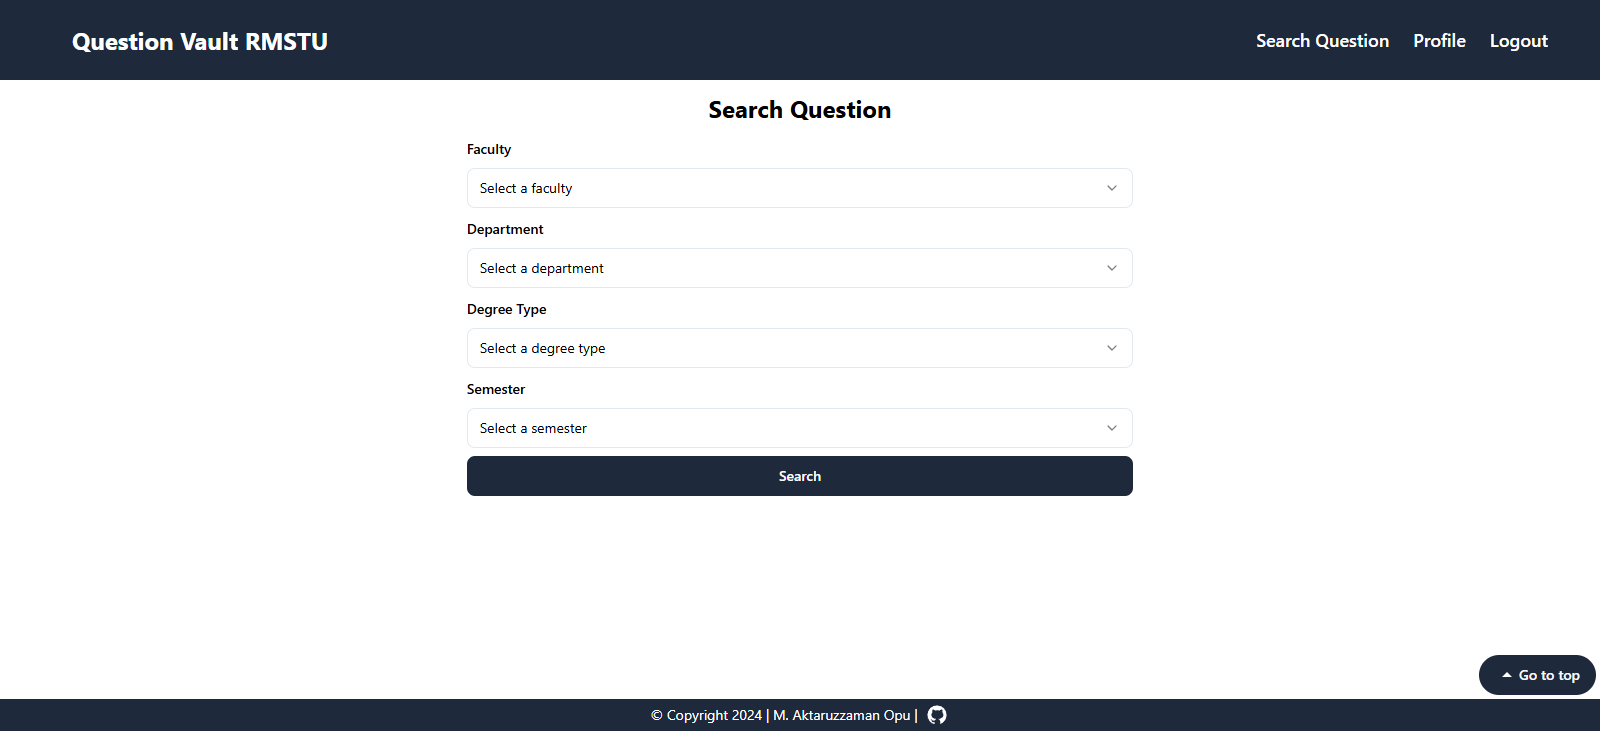 Question Vault RMSTU
Search Question Profile Logout
Search Question
Faculty
Select a faculty
Department
Select a department
Degree Type
Select a degree type
Semester
Select a semester
Search
Go to top
© Copyright 2024 | M. Aktaruzzaman Opu |